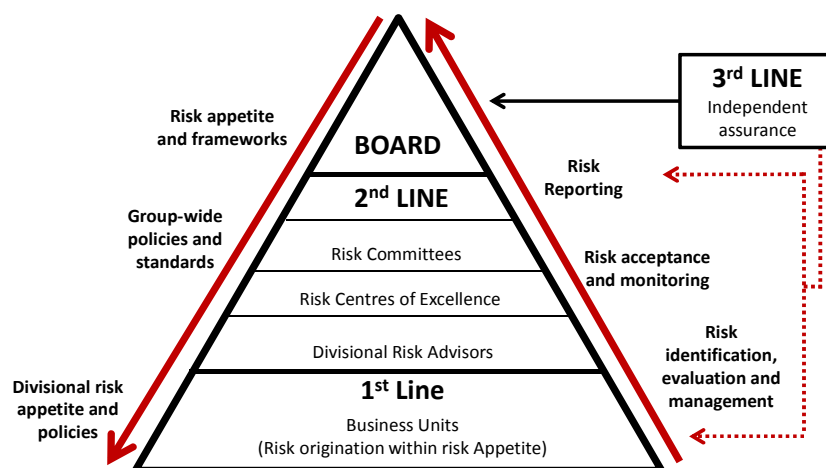 3rd LINE
Independent
assurance
Risk appetite
and frameworks
BOARD
Risk
Reporting
2nd LINE
Group-wide
policies and
standards
Risk Committees
Risk acceptance
and monitoring
Risk Centres of Excellence
Divisional Risk Advisors
Risk
identification,
evaluation and
management
Divisional risk
appetite and
policies
1st Line
Business Units
(Risk origination within risk Appetite)